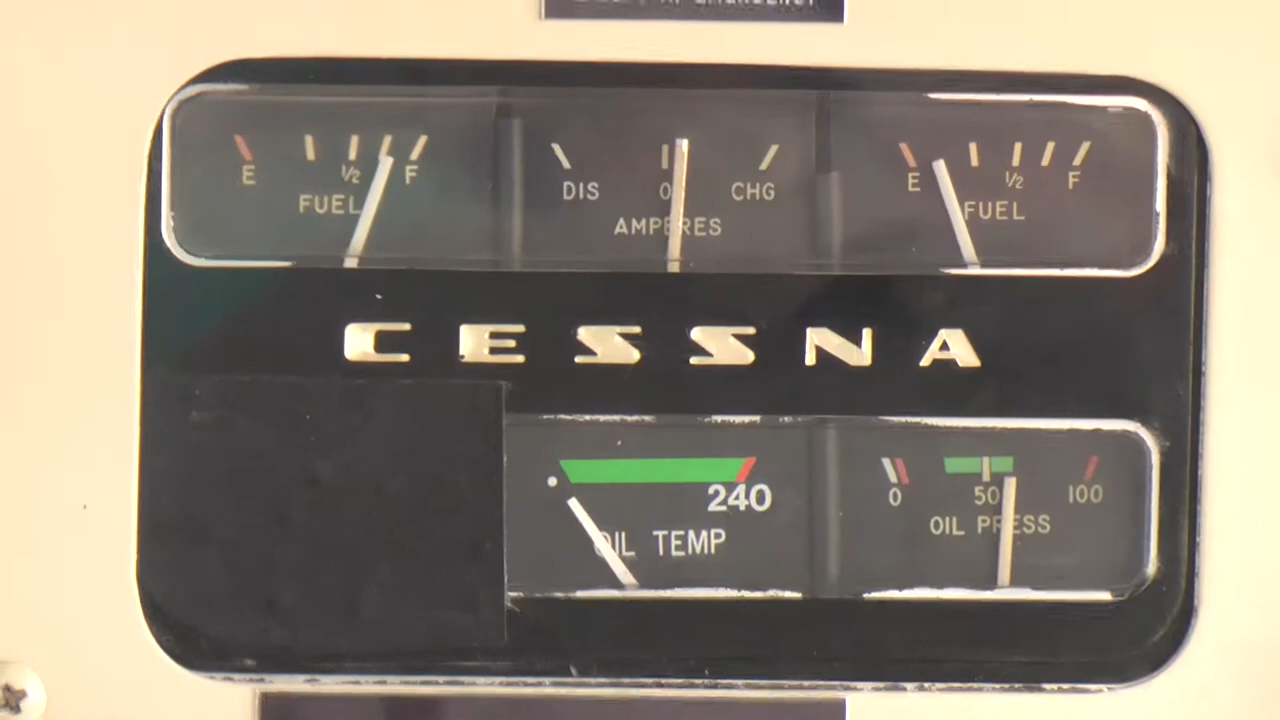 E ½ F
FUEL
DIS 0 CHG
AMPERES
E ½ F
FUEL
CESSNA
240
OIL TEMP
0 50 100
OIL PRESS